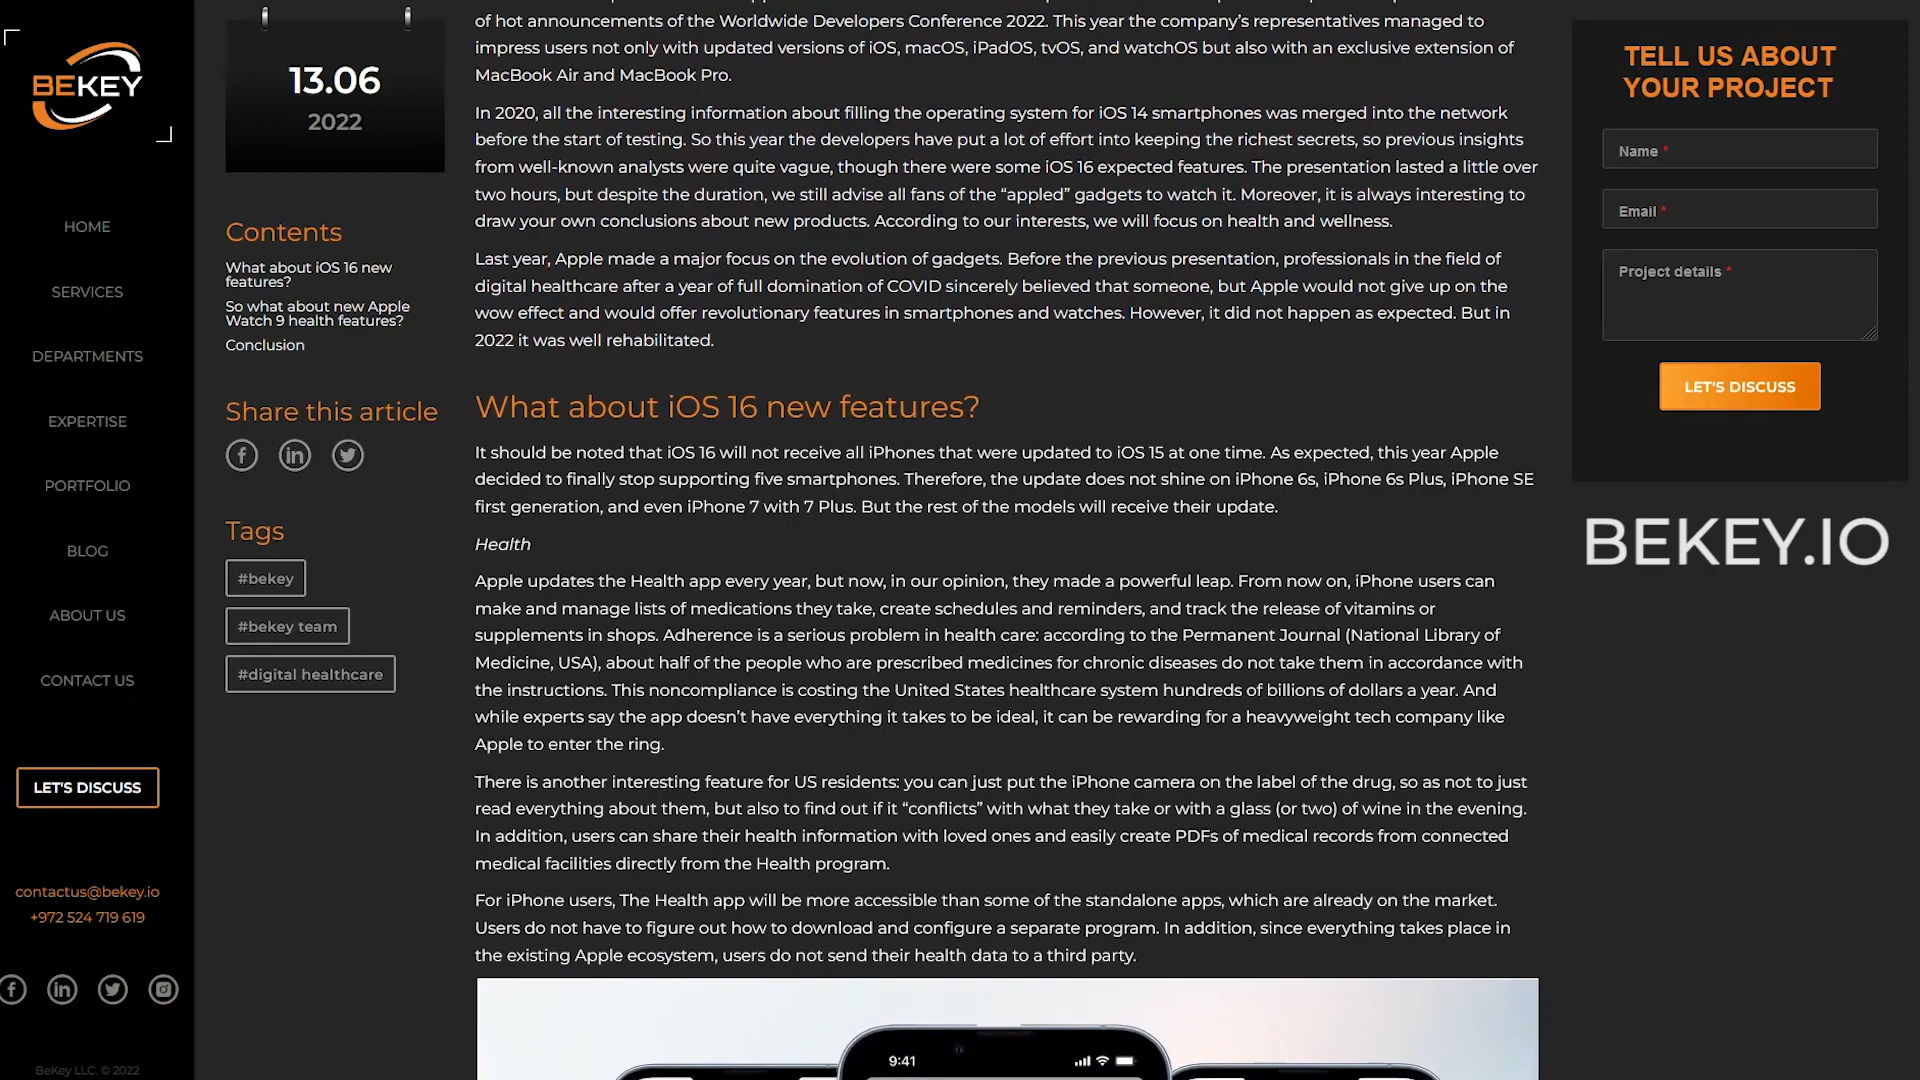 BEKEY
HOME
SERVICES
DEPARTMENTS
EXPERTISE
PORTFOLIO
BLOG
ABOUT US
CONTACT US
LET'S DISCUSS
contactus@bekey.io
+972 524 719 619
BeKey LLC. © 2022
13.06
2022
Contents
What about iOS 16 new
features?
So what about new Apple
Watch 9 health features?
Conclusion
Share this article
Tags
#bekey
#bekey team
#digital healthcare
of hot announcements of the Worldwide Developers Conference 2022. This year the company’s representatives managed to
impress users not only with updated versions of iOS, macOS, iPadOS, tvOS, and watchOS but also with an exclusive extension of
MacBook Air and MacBook Pro.
In 2020, all the interesting information about filling the operating system for iOS 14 smartphones was merged into the network
before the start of testing. So this year the developers have put a lot of effort into keeping the richest secrets, so previous insights
from well-known analysts were quite vague, though there were some iOS 16 expected features. The presentation lasted a little over
two hours, but despite the duration, we still advise all fans of the “appled” gadgets to watch it. Moreover, it is always interesting to
draw your own conclusions about new products. According to our interests, we will focus on health and wellness.
Last year, Apple made a major focus on the evolution of gadgets. Before the previous presentation, professionals in the field of
digital healthcare after a year of full domination of COVID sincerely believed that someone, but Apple would not give up on the
wow effect and would offer revolutionary features in smartphones and watches. However, it did not happen as expected. But in
2022 it was well rehabilitated.
What about iOS 16 new features?
It should be noted that iOS 16 will not receive all iPhones that were updated to iOS 15 at one time. As expected, this year Apple
decided to finally stop supporting five smartphones. Therefore, the update does not shine on iPhone 6s, iPhone 6s Plus, iPhone SE
first generation, and even iPhone 7 with 7 Plus. But the rest of the models will receive their update.
Health
Apple updates the Health app every year, but now, in our opinion, they made a powerful leap. From now on, iPhone users can
make and manage lists of medications they take, create schedules and reminders, and track the release of vitamins or
supplements in shops. Adherence is a serious problem in health care: according to the Permanent Journal (National Library of
Medicine, USA), about half of the people who are prescribed medicines for chronic diseases do not take them in accordance with
the instructions. This noncompliance is costing the United States healthcare system hundreds of billions of dollars a year. And
while experts say the app doesn’t have everything it takes to be ideal, it can be rewarding for a heavyweight tech company like
Apple to enter the ring.
There is another interesting feature for US residents: you can just put the iPhone camera on the label of the drug, so as not to just
read everything about them, but also to find out if it “conflicts” with what they take or with a glass (or two) of wine in the evening.
In addition, users can share their health information with loved ones and easily create PDFs of medical records from connected
medical facilities directly from the Health program.
For iPhone users, The Health app will be more accessible than some of the standalone apps, which are already on the market.
Users do not have to figure out how to download and configure a separate program. In addition, since everything takes place in
the existing Apple ecosystem, users do not send their health data to a third party.
9:41
TELL US ABOUT
YOUR PROJECT
Name *
Email *
Project details *
LET'S DISCUSS
BEKEY.IO